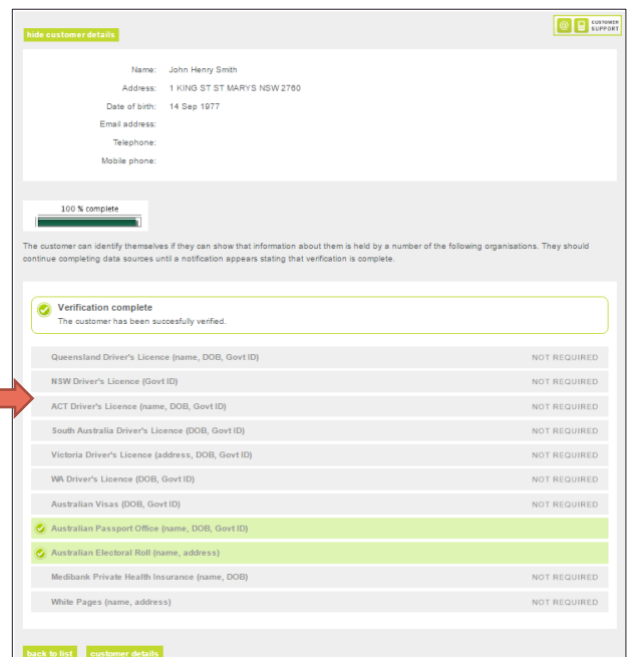 hide customer details
@ CUSTOMER SUPPORT
Name: John Henry Smith
Address: 1 KING ST ST MARYS NSW 2760
Date of birth: 14 Sep 1977
Email address:
Telephone:
Mobile phone:
100 % complete
The customer can identify themselves if they can show that information about them is held by a number of the following organisations. They should
continue completing data sources until a notification appears stating that verification is complete.
Verification complete
The customer has been succesfully verified.
Queensland Driver's Licence (name, DOB, Govt ID) NOT REQUIRED
NSW Driver's Licence (Govt ID) NOT REQUIRED
ACT Driver's Licence (name, DOB, Govt ID) NOT REQUIRED
South Australia Driver's Licence (DOB, Govt ID) NOT REQUIRED
Victoria Driver's Licence (address, DOB, Govt ID) NOT REQUIRED
WA Driver's Licence (DOB, Govt ID) NOT REQUIRED
Australian Visas (DOB, Govt ID) NOT REQUIRED
Australian Passport Office (name, DOB, Govt ID)
Australian Electoral Roll (name, address)
Medibank Private Health Insurance (name, DOB) NOT REQUIRED
White Pages (name, address) NOT REQUIRED
back to list customer details